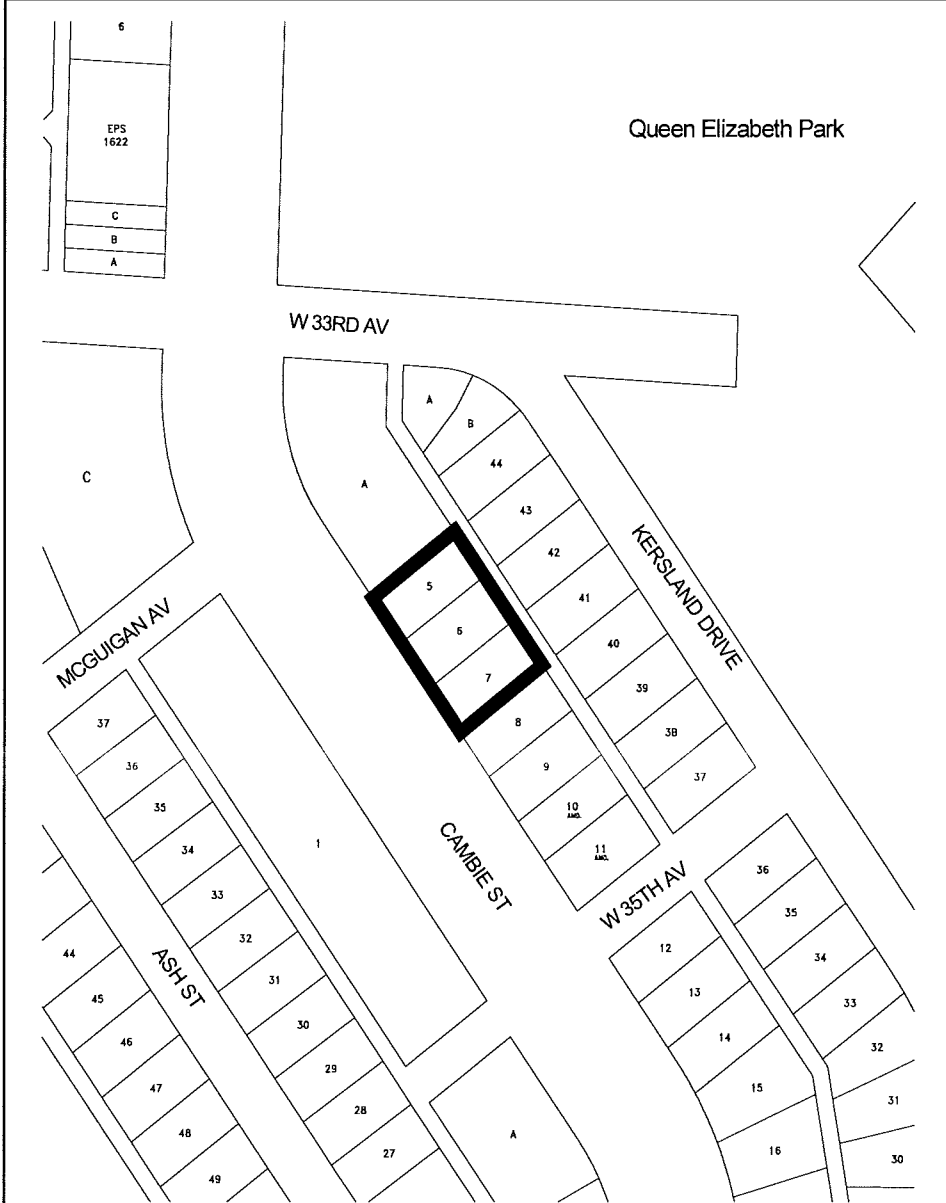 6
EPS
1622
Queen Elizabeth Park
C
B
A
W 33RD AV
A
B
44
C
A
43
42
5
41
6
40
7
39
KERSLAND DRIVE
MCGUIGAN AV
37
8
38
36
9
37
35
10
AMD.
34
1
11
AMD.
CAMBIE ST
36
33
W 35TH AV
35
32
12
44
34
31
13
45
ASH ST
33
30
14
46
32
29
15
47
31
28
48
A
16
27
30
49